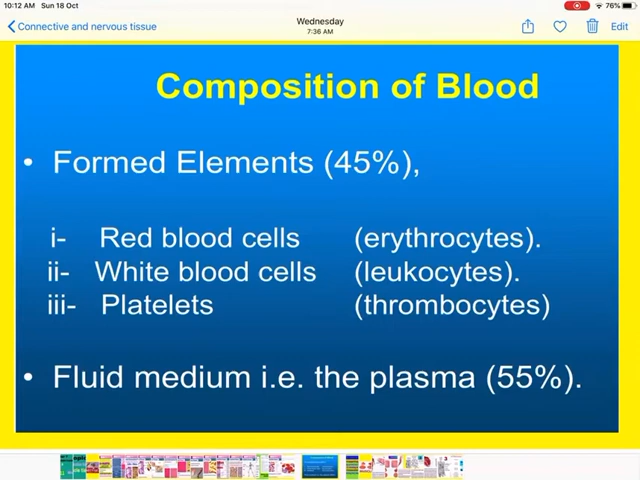 10:12 AM Sun 18 Oct
76%
Connective and nervous tissue
Wednesday
7:36 AM
Edit
Composition of Blood
• Formed Elements (45%),
i- Red blood cells (erythrocytes).
ii- White blood cells (leukocytes).
iii- Platelets (thrombocytes)
• Fluid medium i.e. the plasma (55%).